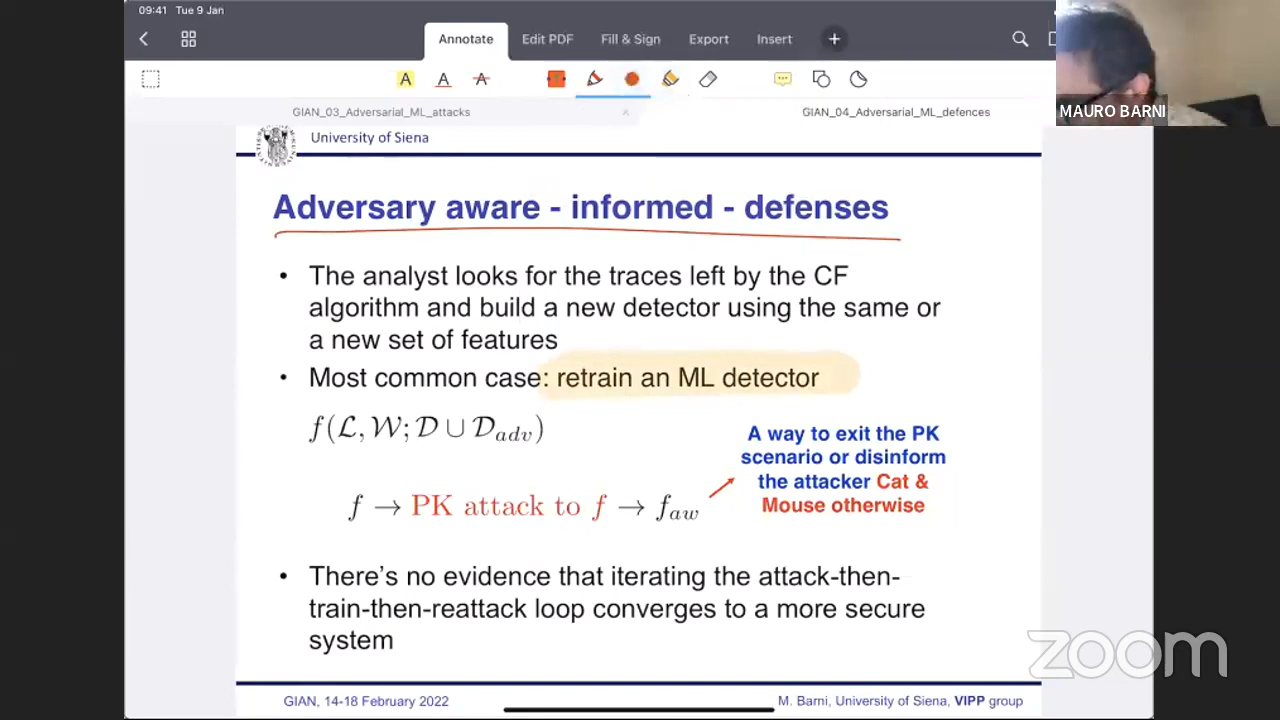 09:41 Tue 9 Jan
Annotate
Edit PDF
Fill & Sign
Export
Insert
A A A
MAURO BARNI
GIAN_03_Adversarial_ML_attacks
GIAN_04_Adversarial_ML_defences
University of Siena
Adversary aware - informed - defenses
• The analyst looks for the traces left by the CF
algorithm and build a new detector using the same or
a new set of features
• Most common case: retrain an ML detector
f(ℒ, 𝒲; 𝒟 ∪ 𝒟adv)
A way to exit the PK
scenario or disinform
the attacker Cat &
Mouse otherwise
f → PK attack to f → faw
• There's no evidence that iterating the attack-then-
train-then-reattack loop converges to a more secure
system
zoom
GIAN, 14-18 February 2022
M. Barni, University of Siena, VIPP group